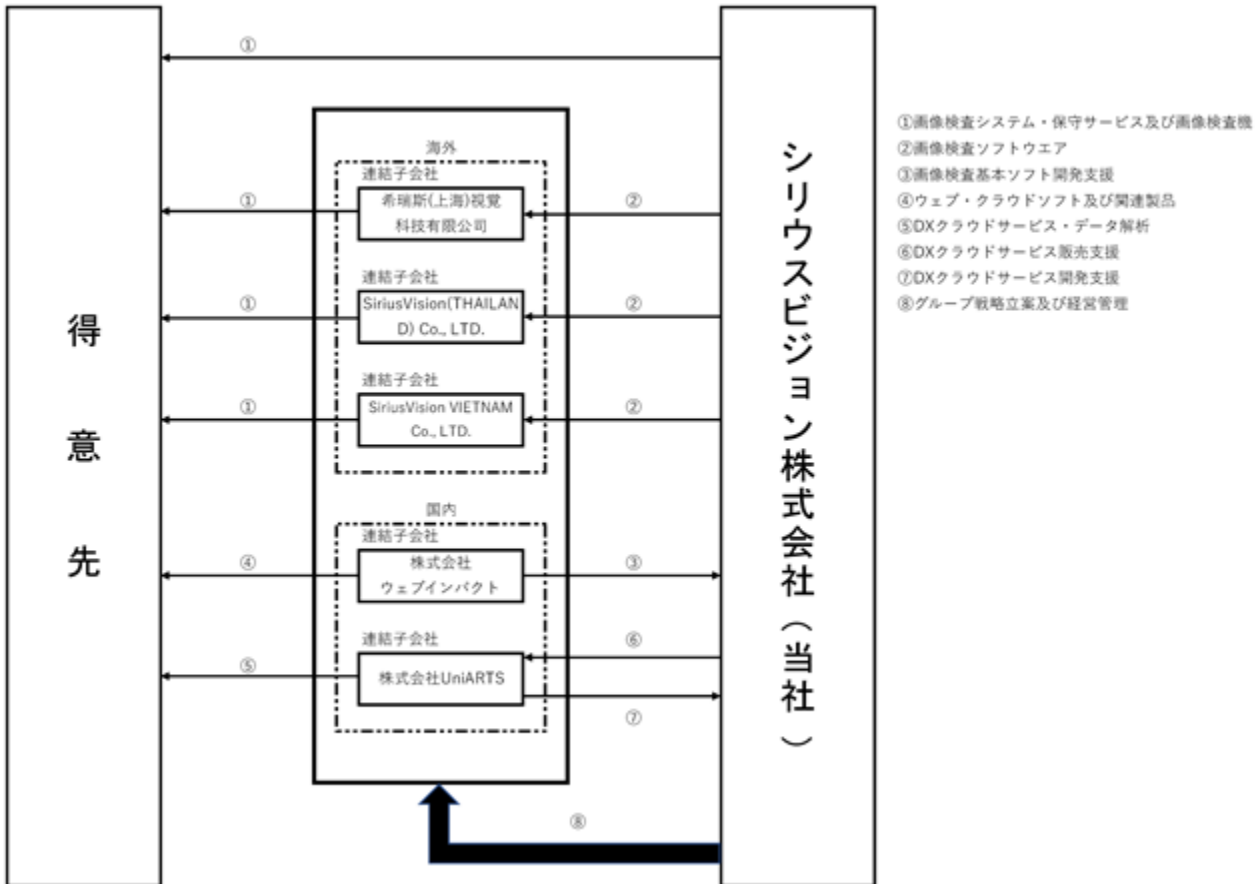 得意先
①
海外
連結子会社
希瑞斯(上海)視覚
科技有限公司
①
②
連結子会社
SiriusVision(THAILAN
D) Co., LTD.
①
②
連結子会社
SiriusVision VIETNAM
Co., LTD.
①
②
国内
連結子会社
株式会社
ウェブインパクト
④
③
連結子会社
株式会社UniARTS
⑤
⑥
⑦
⑧
シリウスビジョン株式会社（当社）
①画像検査システム・保守サービス及び画像検査機
②画像検査ソフトウエア
③画像検査基本ソフト開発支援
④ウェブ・クラウドソフト及び関連製品
⑤DXクラウドサービス・データ解析
⑥DXクラウドサービス販売支援
⑦DXクラウドサービス開発支援
⑧グループ戦略立案及び経営管理